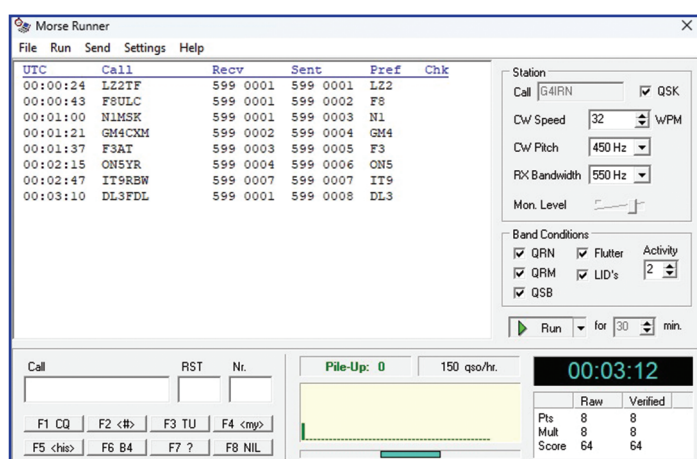 Morse Runner
File Run Send Settings Help
UTC Call Recv Sent Pref Chk
00:00:24 LZ2TF 599 0001 599 0001 LZ2
00:00:43 F8ULC 599 0001 599 0002 F8
00:01:00 N1MSK 599 0001 599 0003 N1
00:01:21 GM4CXM 599 0002 599 0004 GM4
00:01:37 F3AT 599 0003 599 0005 F3
00:02:15 ON5YR 599 0004 599 0006 ON5
00:02:47 IT9RBW 599 0007 599 0007 IT9
00:03:10 DL3FDL 599 0001 599 0008 DL3
Station
Call G4IRN QSK
CW Speed 32 WPM
CW Pitch 450 Hz
RX Bandwidth 550 Hz
Mon. Level
Band Conditions
QRN Flutter Activity
QRM LID's 2
QSB
Run for 30 min.
Call RST Nr.
F1 CQ F2 <#> F3 TU F4 <my>
F5 <his> F6 B4 F7 ? F8 NIL
Pile-Up: 0 150 qso/hr.
00:03:12
Raw Verified
Pts 8 8
Mult 8 8
Score 64 64